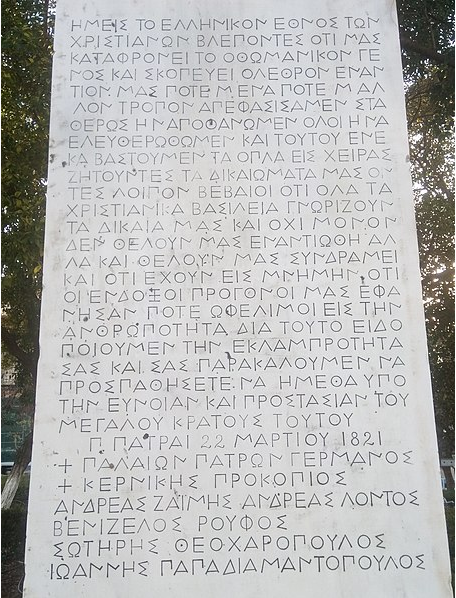 ΗΜΕΙΣ ΤΟ ΕΛΛΗΝΙΚΟΝ ΕΘΝΟΣ ΤΩΝ
ΧΡΙΣΤΙΑΝΩΝ ΒΛΕΠΟΝΤΕΣ ΟΤΙ ΜΑΣ
ΚΑΤΑΦΡΟΝΕΙ ΤΟ ΟΘΩΜΑΝΙΚΟΝ ΓΕ
ΝΟΣ ΚΑΙ ΣΚΟΠΕΥΕΙ ΟΛΕΘΡΟΝ ΕΝΑΝ
ΤΙΟΝ ΜΑΣ ΠΟΤΕ Μ ΕΝΑ ΠΟΤΕ Μ ΑΛ
ΛΟΝ ΤΡΟΠΟΝ ΑΠΕΦΑΣΙΣΑΜΕΝ ΣΤΑ
ΘΕΡΩΣ Η ΝΑ ΠΟΘΑΝΩΜΕΝ ΟΛΟΙ Η ΝΑ
ΕΛΕΥΘΕΡΩΘΩΜΕΝ ΚΑΙ ΤΟΥΤΟΥ ΕΝΕ
ΚΑ ΒΑΣΤΟΥΜΕΝ ΤΑ ΟΠΛΑ ΕΙΣ ΧΕΙΡΑΣ
ΖΗΤΟΥΝΤΕΣ ΤΑ ΔΙΚΑΙΩΜΑΤΑ ΜΑΣ ΟΝ
ΤΕΣ ΛΟΙΠΟΝ ΒΕΒΑΙΟΙ ΟΤΙ ΟΛΑ ΤΑ
ΧΡΙΣΤΙΑΝΙΚΑ ΒΑΣΙΛΕΙΑ ΓΝΩΡΙΖΟΥΝ
ΤΑ ΔΙΚΑΙΑ ΜΑΣ ΚΑΙ ΟΧΙ ΜΟΝΟΝ
ΔΕΝ ΘΕΛΟΥΝ ΜΑΣ ΕΝΑΝΤΙΩΘΗ ΑΛ
ΛΑ ΚΑΙ ΘΕΛΟΥΝ ΜΑΣ ΣΥΝΔΡΑΜΕΙ
ΚΑΙ ΟΤΙ ΕΧΟΥΝ ΕΙΣ ΜΝΗΜΗΝ ΟΤΙ
ΟΙ ΕΝΔΟΞΟΙ ΠΡΟΓΟΝΟΙ ΜΑΣ ΕΦΑ
ΝΗΣΑΝ ΠΟΤΕ ΩΦΕΛΙΜΟΙ ΕΙΣ ΤΗΝ
ΑΝΘΡΩΠΟΤΗΤΑ ΔΙΑ ΤΟΥΤΟ ΕΙΔΟ
ΠΟΙΟΥΜΕΝ ΤΗΝ ΕΚΛΑΜΠΡΟΤΗΤΑ
ΣΑΣ ΚΑΙ ΣΑΣ ΠΑΡΑΚΑΛΟΥΜΕΝ ΝΑ
ΠΡΟΣΠΑΘΗΣΕΤΕ ΝΑ ΗΜΕΘΑ ΥΠΟ
ΤΗΝ ΕΥΝΟΙΑΝ ΚΑΙ ΠΡΟΣΤΑΣΙΑΝ ΤΟΥ
ΜΕΓΑΛΟΥ ΚΡΑΤΟΥΣ ΤΟΥΤΟΥ
Π. ΠΑΤΡΑΙ 22 ΜΑΡΤΙΟΥ 1821
+ ΠΑΛΑΙΩΝ ΠΑΤΡΩΝ ΓΕΡΜΑΝΟΣ
+ ΚΕΡΝΙΚΗΣ ΠΡΟΚΟΠΙΟΣ
ΑΝΔΡΕΑΣ ΖΑΙΜΗΣ ΑΝΔΡΕΑΣ ΛΟΝΤΟΣ
ΒΕΝΙΖΕΛΟΣ ΡΟΥΦΟΣ
ΣΩΤΗΡΗΣ ΘΕΟΧΑΡΟΠΟΥΛΟΣ
ΙΩΑΝΝΗΣ ΠΑΠΑΔΙΑΜΑΝΤΟΠΟΥΛΟΣ